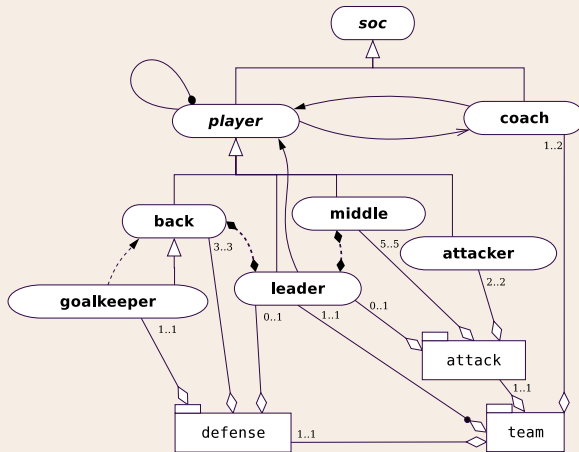 soc
player
coach
1..2
back
3..3
middle
5..5
attacker
2..2
goalkeeper
1..1
leader
0..1
1..1
0..1
attack
1..1
defense
1..1
team